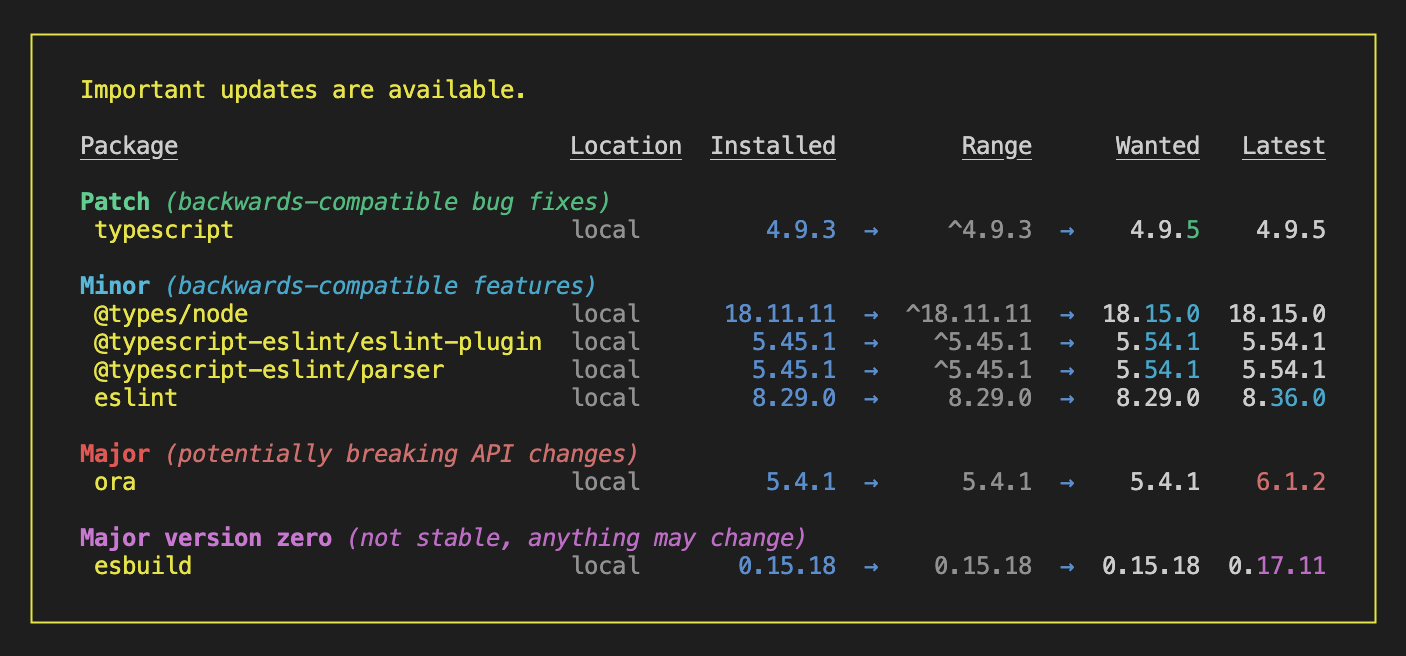 Important updates are available.
Package Location Installed Range Wanted Latest
Patch (backwards-compatible bug fixes)
typescript local 4.9.3 → ^4.9.3 → 4.9.5 4.9.5
Minor (backwards-compatible features)
@types/node local 18.11.11 → ^18.11.11 → 18.15.0 18.15.0
@typescript-eslint/eslint-plugin local 5.45.1 → ^5.45.1 → 5.54.1 5.54.1
@typescript-eslint/parser local 5.45.1 → ^5.45.1 → 5.54.1 5.54.1
eslint local 8.29.0 → 8.29.0 → 8.29.0 8.36.0
Major (potentially breaking API changes)
ora local 5.4.1 → 5.4.1 → 5.4.1 6.1.2
Major version zero (not stable, anything may change)
esbuild local 0.15.18 → 0.15.18 → 0.15.18 0.17.11